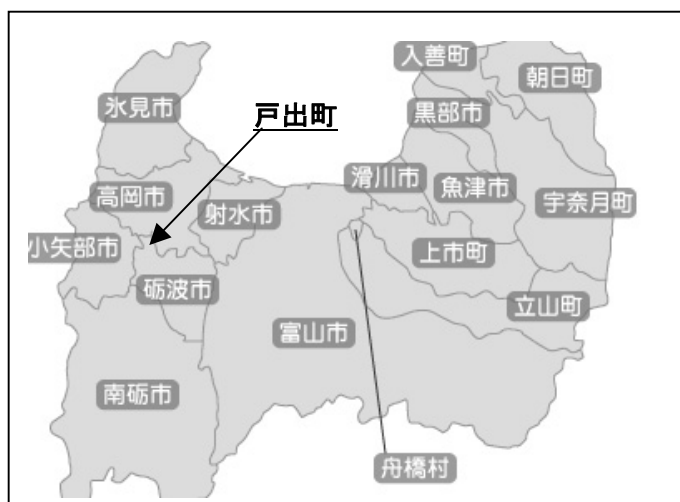 入善町
朝日町
氷見市
戸出町
黒部市
滑川市
魚津市
高岡市
宇奈月町
射水市
小矢部市
上市町
砺波市
立山町
富山市
南砺市
舟橋村